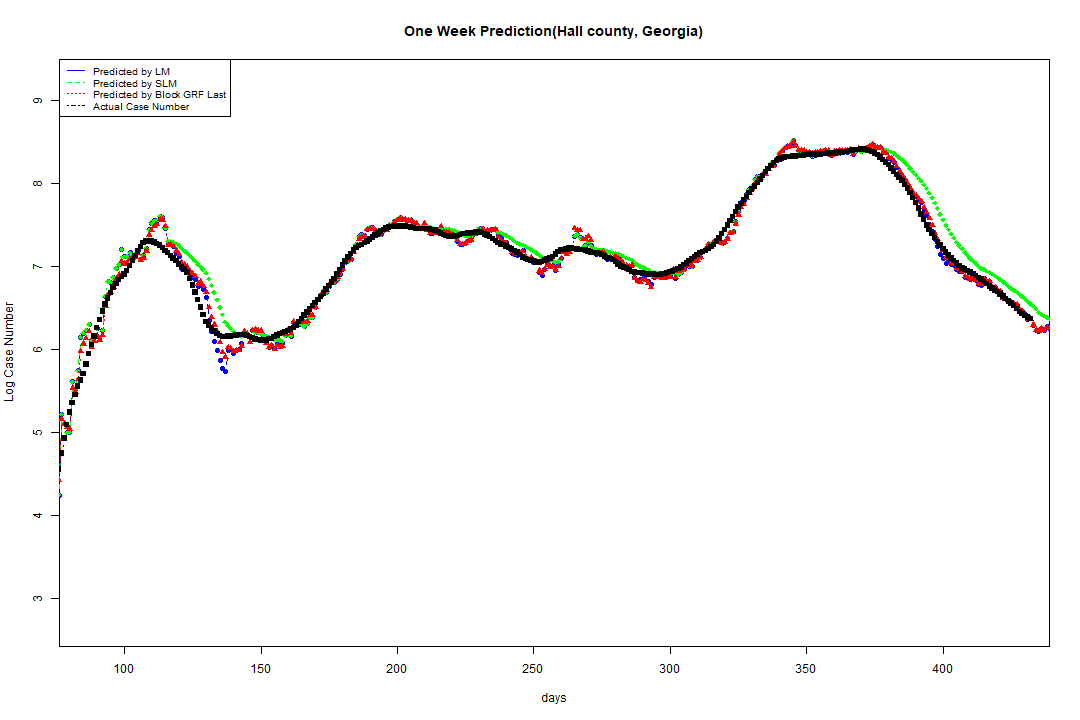 One Week Prediction(Hall county, Georgia)
Predicted by LM
Predicted by SLM
Predicted by Block GRF Last
Actual Case Number
9
8
7
6
5
4
3
Log Case Number
100 150 200 250 300 350 400
days